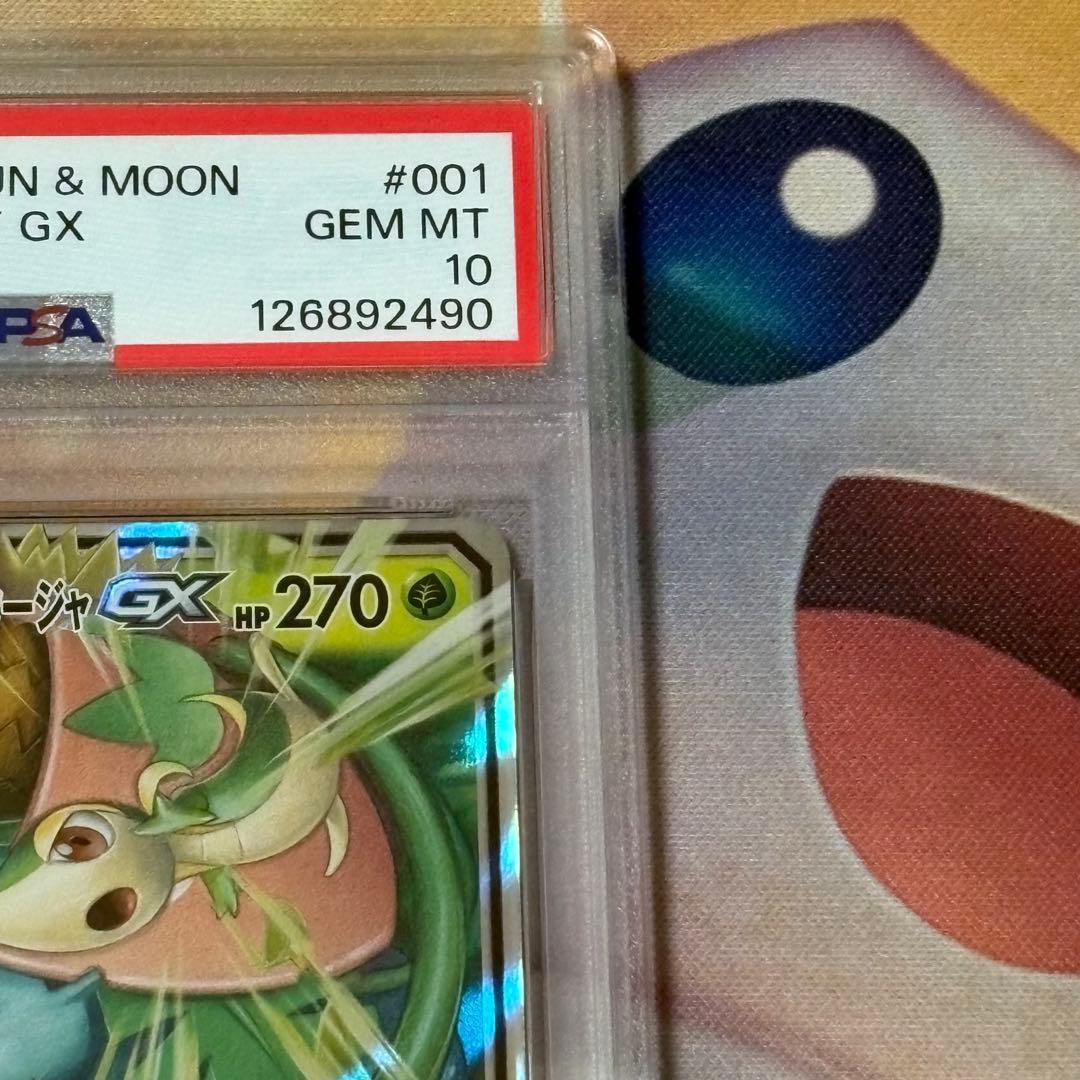 UN & MOON #001
GX GEM MT
10
PSA 126892490
ージャ GX HP 270